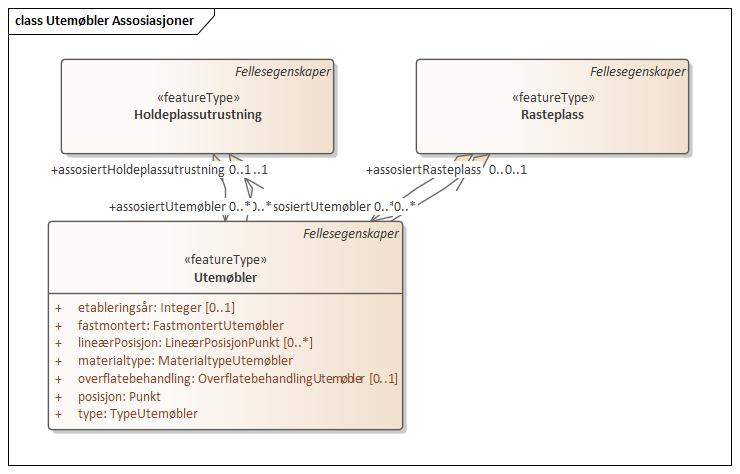 class Utemøbler Assosiasjoner
Fellesegenskaper
«featureType»
Holdeplassutrustning
Fellesegenskaper
«featureType»
Rasteplass
+assosiertHoldeplassutrustning 0..1..1
+assosiertRasteplass 0..0..1
+assosiertUtemøbler 0..*
0..*
siertUtemøbler 0..*
0..*
Fellesegenskaper
«featureType»
Utemøbler
+ etableringsår: Integer [0..1]
+ fastmontert: FastmontertUtemøbler
+ lineærPosisjon: LineærPosisjonPunkt [0..*]
+ materialtype: MaterialtypeUtemøbler
+ overflatebehandling: OverflatebehandlingUtemøbler [0..1]
+ posisjon: Punkt
+ type: TypeUtemøbler